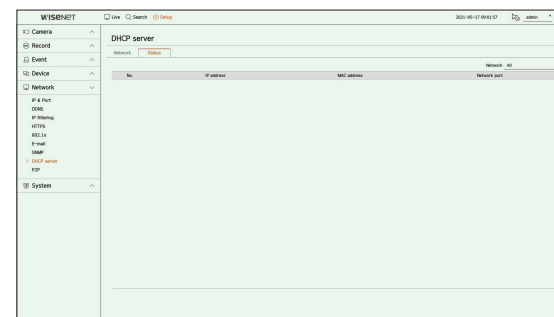 WISENET
Live Search Setup 2021-05-17 09:01:57 admin
Camera
Record
Event
Device
Network
IP & Port
DDNS
IP filtering
HTTPS
802.1x
E-mail
SNMP
> DHCP server
P2P
System
DHCP server
Network Status
Network All
No. IP address MAC address Network port